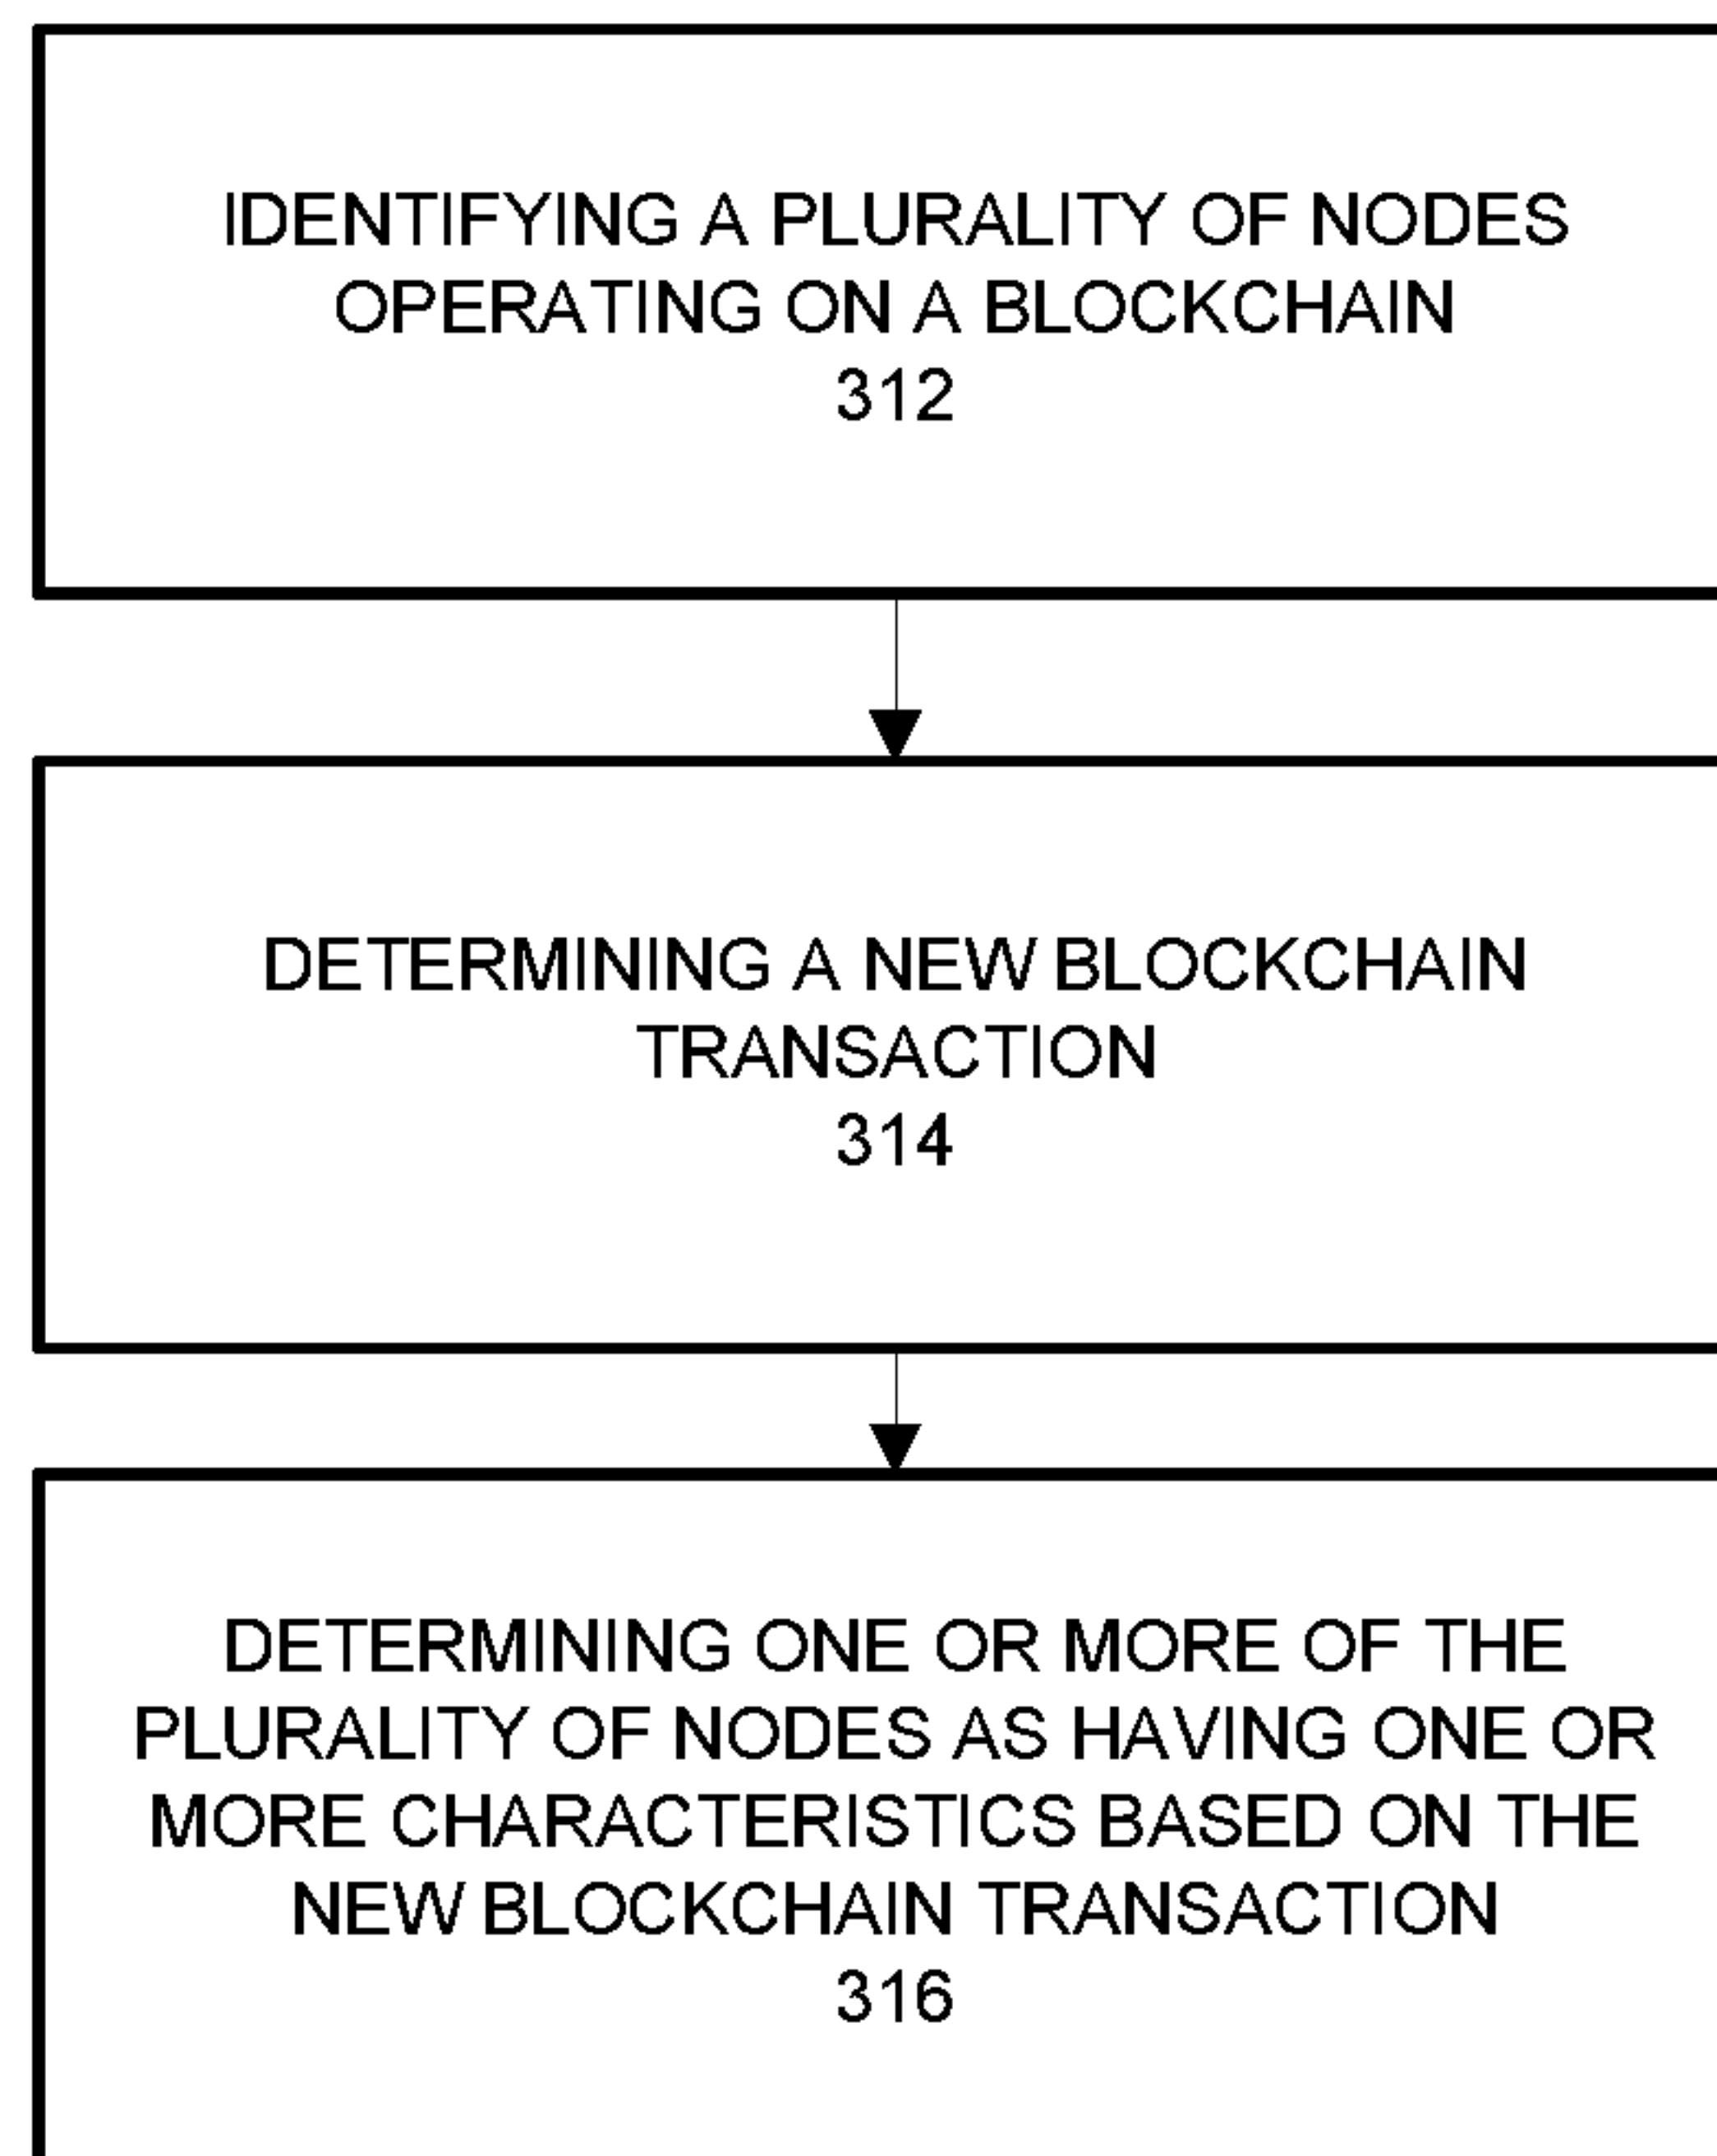 IDENTIFYING A PLURALITY OF NODES
OPERATING ON A BLOCKCHAIN
312
DETERMINING A NEW BLOCKCHAIN
TRANSACTION
314
DETERMINING ONE OR MORE OF THE
PLURALITY OF NODES AS HAVING ONE OR
MORE CHARACTERISTICS BASED ON THE
NEW BLOCKCHAIN TRANSACTION
316